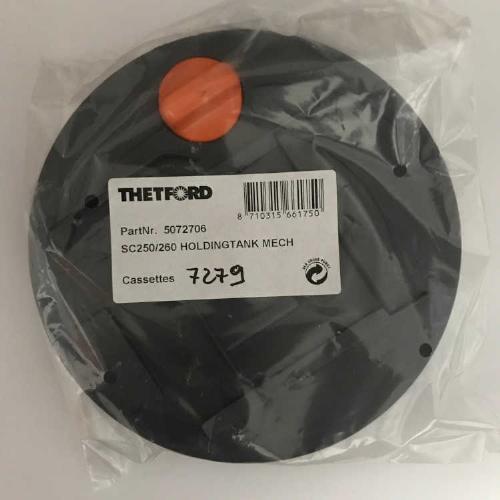 THETFORD
8 710315 661750
PartNr. 5072706
SC250/260 HOLDINGTANK MECH
Cassettes 7279